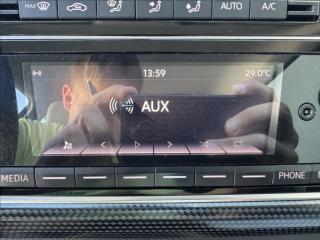 MAX
AUTO
A/C
13:59
29.0°C
AUX
MEDIA
PHONE